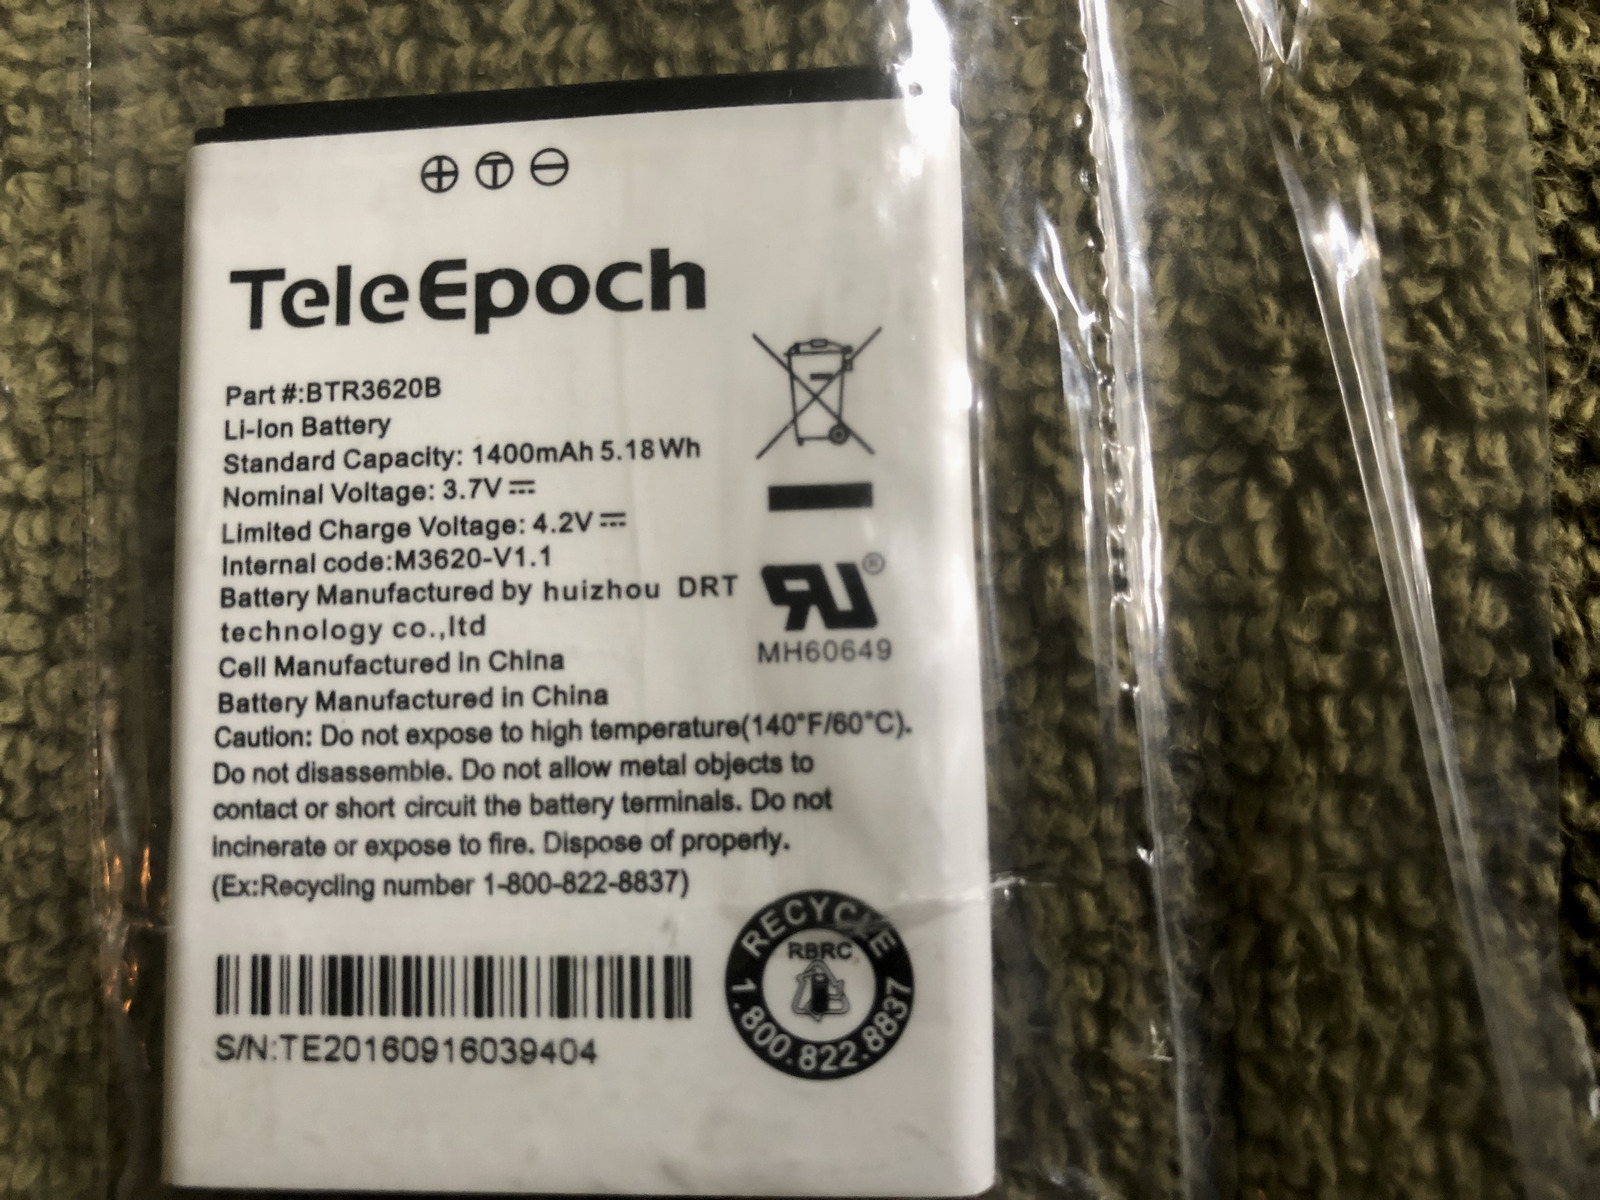 TeleEpoch
Part #:BTR3620B
Li-Ion Battery
Standard Capacity: 1400mAh 5.18Wh
Nominal Voltage: 3.7V
Limited Charge Voltage: 4.2V
Internal code:M3620-V1.1
Battery Manufactured by huizhou DRT
technology co.,ltd
Cell Manufactured in China
Battery Manufactured in China
Caution: Do not expose to high temperature(140°F/60°C).
Do not disassemble. Do not allow metal objects to
contact or short circuit the battery terminals. Do not
incinerate or expose to fire. Dispose of properly.
(Ex:Recycling number 1-800-822-8837)
S/N:TE20160916039404
RU®
MH60649
RECYCLE
RBRC
1.800.822.8837